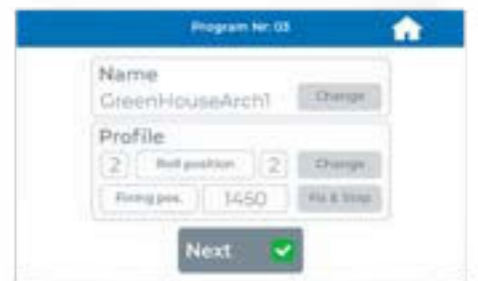 Program Nr: 03
Name
GreenHouseArch1 Change
Profile
2 Roll position 2 Change
Fixing pos. 1450 Fix & Stop
Next